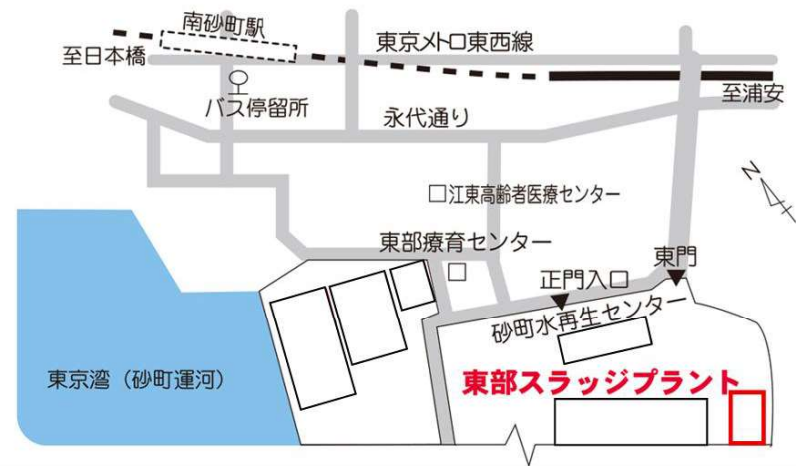 南砂町駅
東京メトロ東西線
至日本橋
至浦安
バス停留所
永代通り
N
江東高齢者医療センター
東部療育センター
東門
正門入口
砂町水再生センター
東京湾（砂町運河）
東部スラッジプラント